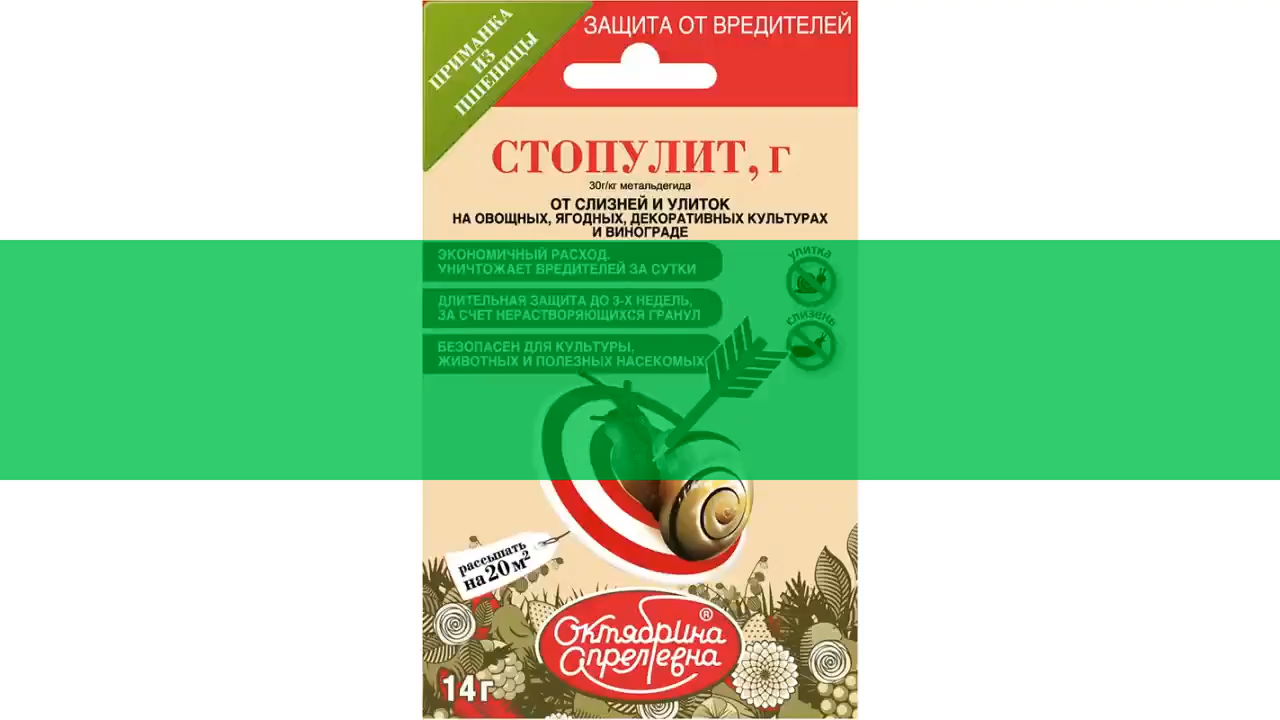 ПРИМАНКА
ИЗ
ПШЕНИЦЫ
ЗАЩИТА ОТ ВРЕДИТЕЛЕЙ
СТОПУЛИТ, г
30г/кг метальдегида
ОТ СЛИЗНЕЙ И УЛИТОК
НА ОВОЩНЫХ, ЯГОДНЫХ, ДЕКОРАТИВНЫХ КУЛЬТУРАХ
И ВИНОГРАДЕ
ЭКОНОМИЧНЫЙ РАСХОД.
УНИЧТОЖАЕТ ВРЕДИТЕЛЕЙ ЗА СУТКИ
улитка
ДЛИТЕЛЬНАЯ ЗАЩИТА ДО 3-Х НЕДЕЛЬ,
ЗА СЧЕТ НЕРАСТВОРЯЮЩИХСЯ ГРАНУЛ
слизень
БЕЗОПАСЕН ДЛЯ КУЛЬТУРЫ,
ЖИВОТНЫХ И ПОЛЕЗНЫХ НАСЕКОМЫХ
рассыпать
на 20 м²
Октябрина ®
Апрелевна
14г